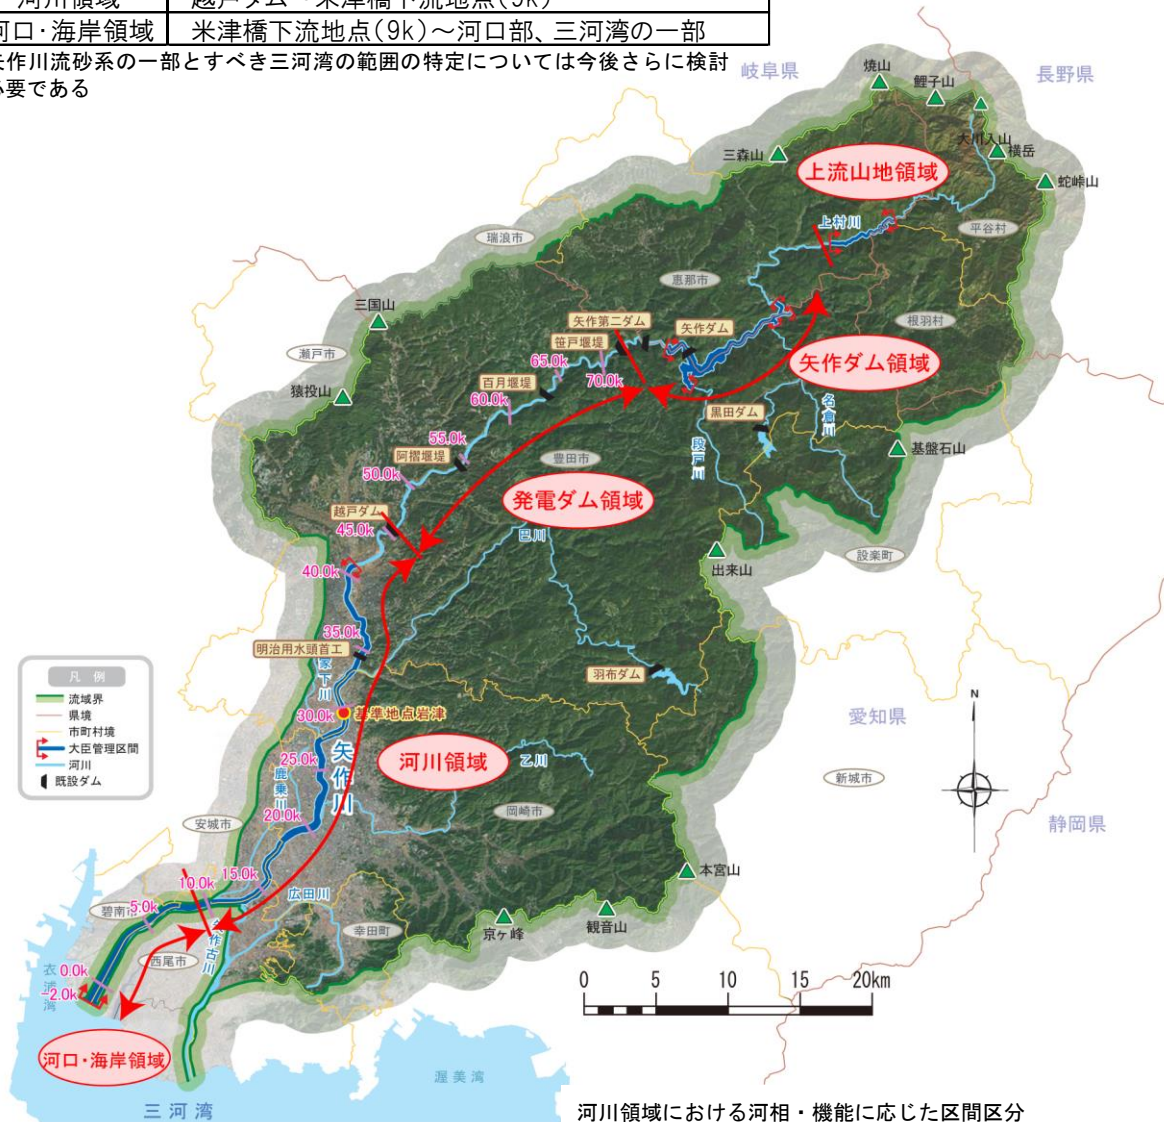 河川領域 越戸ダム～米津橋下流地点(9k)
河口・海岸領域 米津橋下流地点(9k)～河口部、三河湾の一部
矢作川流砂系の一部とすべき三河湾の範囲の特定については今後さらに検討
必要である
岐阜県
長野県
焼山
鯉子山
大川入山
横岳
三森山
蛇峠山
上流山地領域
上村川
平谷村
瑞浪市
恵那市
三国山
矢作第二ダム
矢作ダム
根羽村
笹戸堰堤
瀬戸市
65.0k
70.0k
矢作ダム領域
猿投山
百月堰堤
60.0k
名倉川
黒田ダム
55.0k
段戸川
基盤石山
阿摺堰堤
豊田市
50.0k
発電ダム領域
越戸ダム
45.0k
巴川
設楽町
出来山
40.0k
35.0k
明治用水頭首工
家下川
羽布ダム
凡例
流域界
県境
市町村境
大臣管理区間
河川
既設ダム
30.0k
基準地点岩津
愛知県
N
矢作川
河川領域
乙川
25.0k
鹿乗川
新城市
岡崎市
20.0k
安城市
静岡県
本宮山
15.0k
10.0k
広田川
5.0k
碧南市
京ヶ峰
観音山
幸田町
矢作古川
西尾市
衣浦湾
0.0k
-2.0k
0 5 10 15 20km
河口・海岸領域
渥美湾
三河湾
河川領域における河相・機能に応じた区間区分